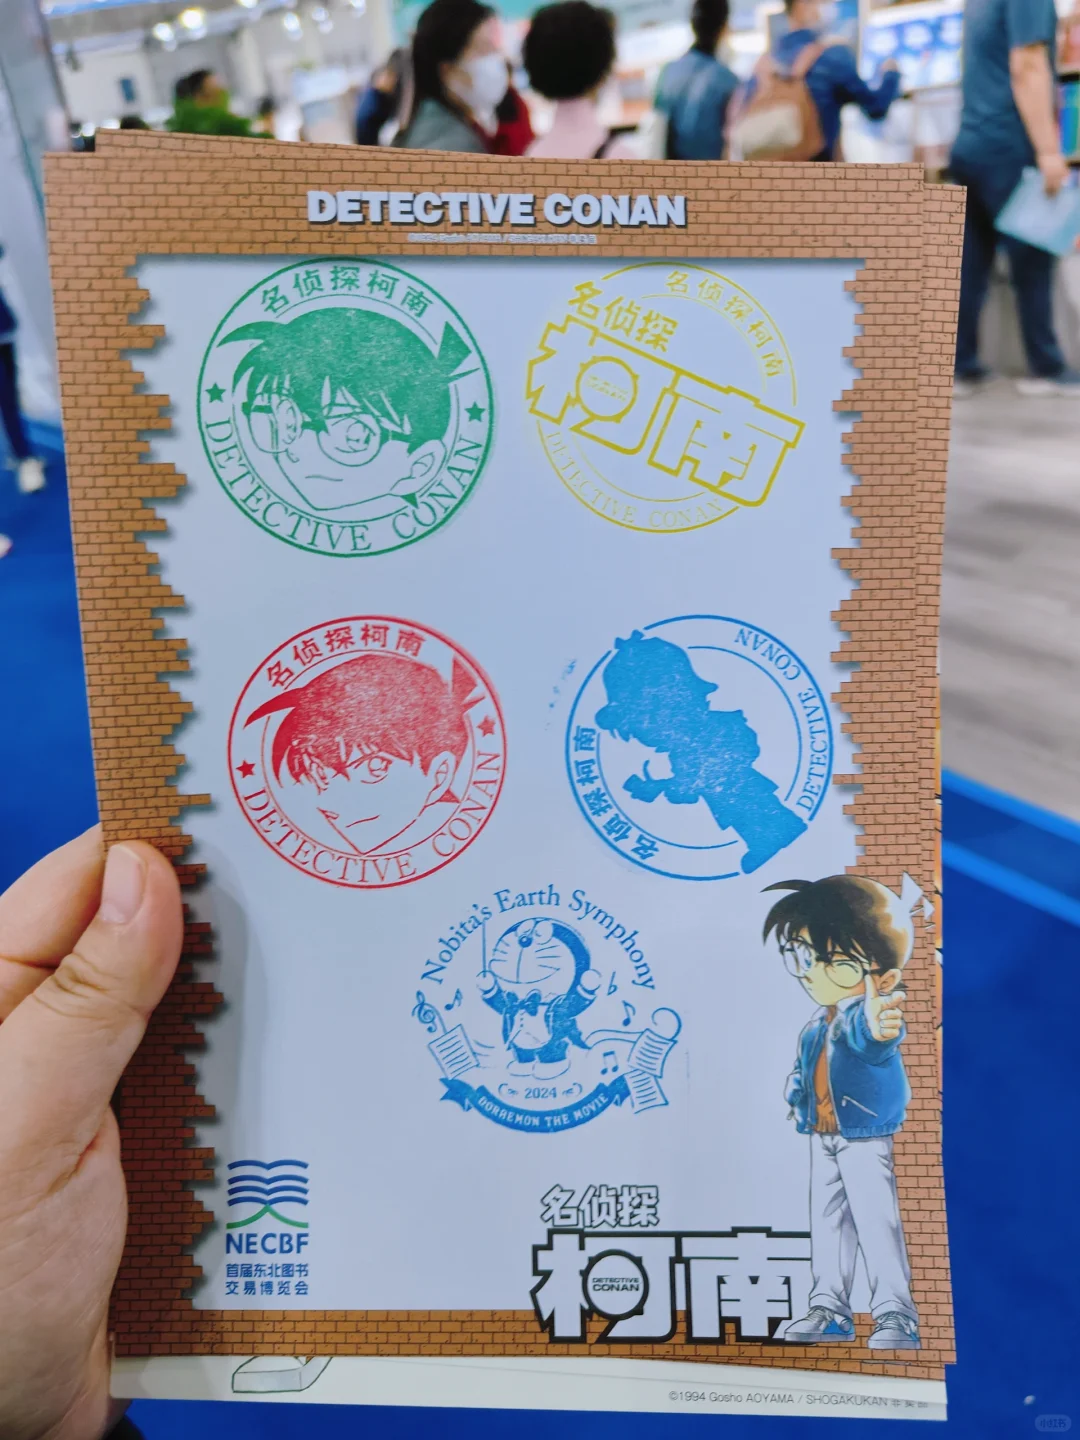 DETECTIVE CONAN
名侦探柯南
DETECTIVE CONAN
名侦探柯南
名侦探
柯南
DETECTIVE CONAN
名侦探柯南
DETECTIVE CONAN
名侦探柯南
DETECTIVE CONAN
Nobita's Earth Symphony
2024
DORAEMON THE MOVIE
NECBF
首届东北图书
交易博览会
名侦探
柯南
DETECTIVE
CONAN
©1994 Gosho AOYAMA / SHOGAKUKAN
小红书